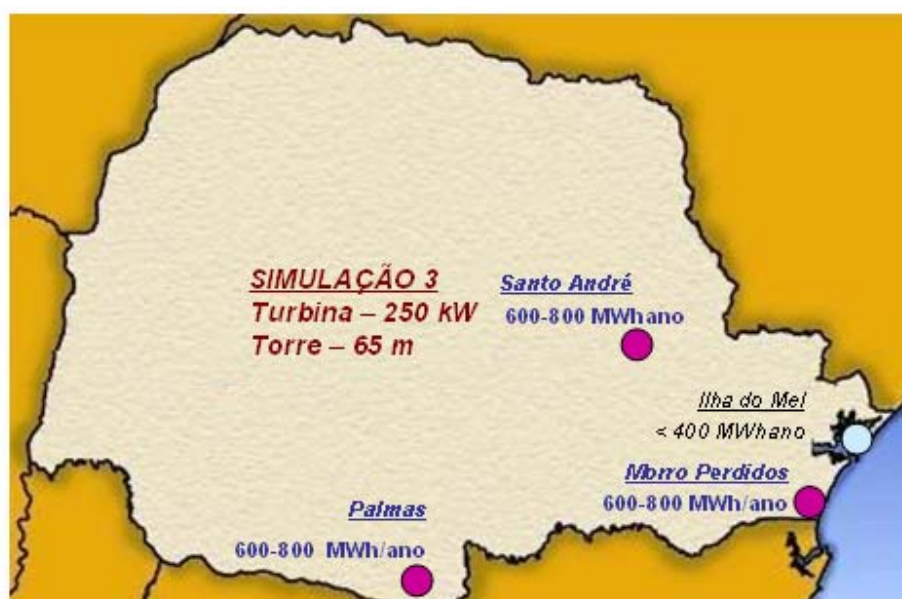 SIMULAÇÃO 3
Turbina – 250 kW
Torre – 65 m
Santo André
600-800 MWhano
Ilha do Mel
< 400 MWhano
Morro Perdidos
600-800 MWh/ano
Palmas
600-800 MWh/ano